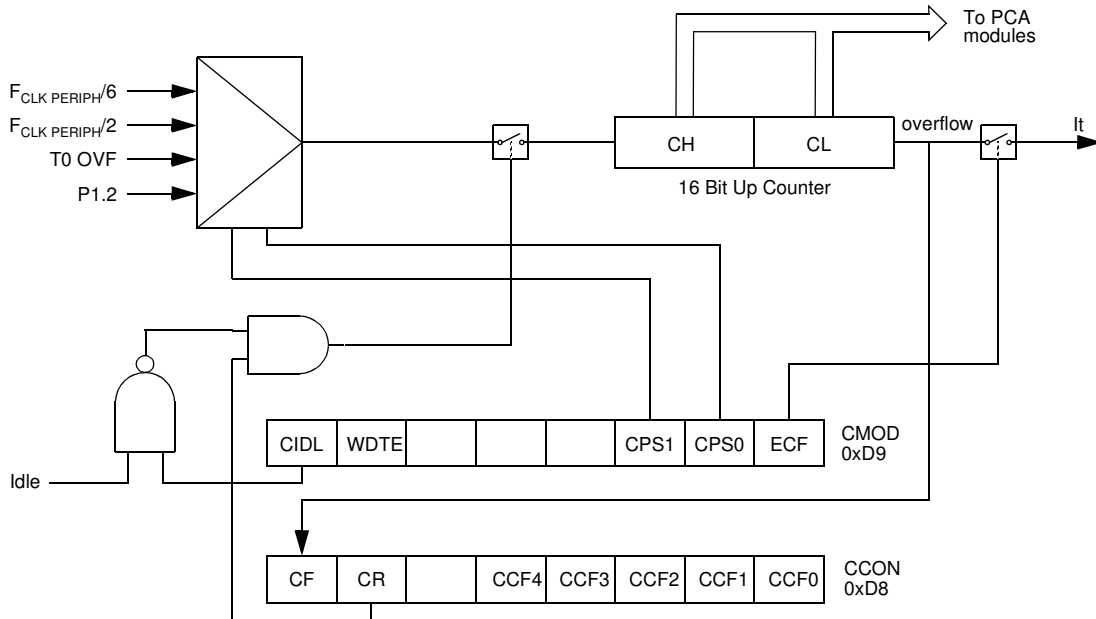 To PCA
modules
FCLK PERIPH/6
FCLK PERIPH/2
T0 OVF
P1.2
CH
CL
overflow
It
16 Bit Up Counter
CIDL
WDTE
CPS1
CPS0
ECF
CMOD
0xD9
Idle
CF
CR
CCF4
CCF3
CCF2
CCF1
CCF0
CCON
0xD8